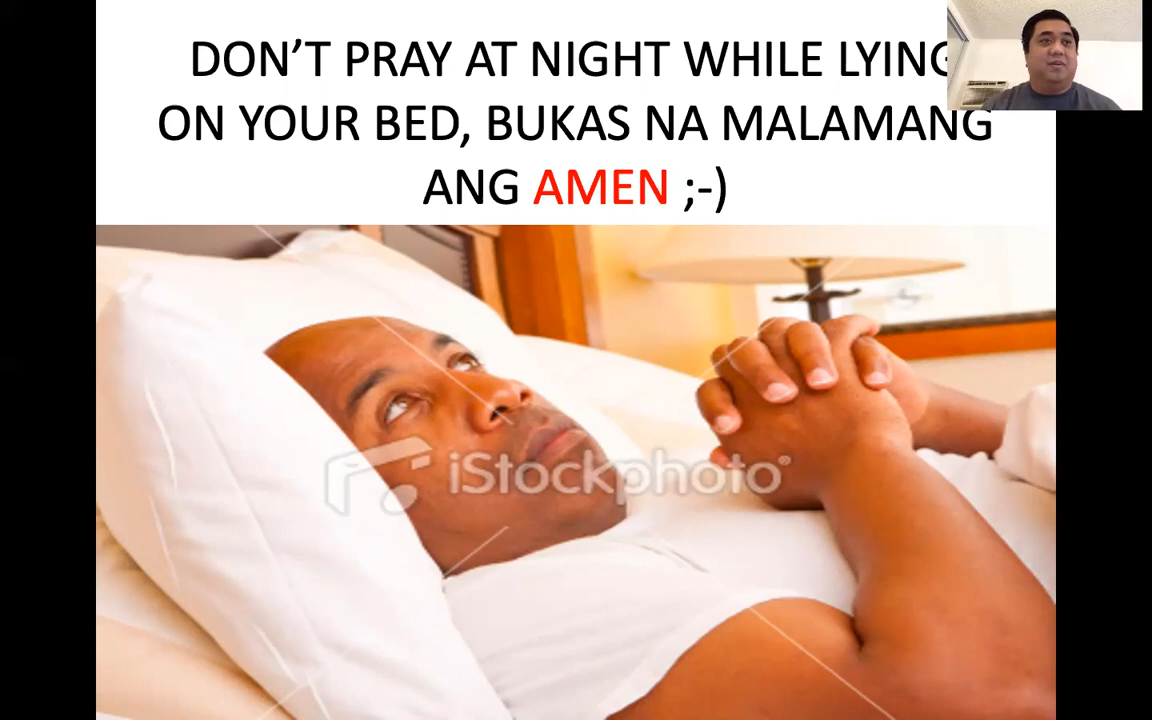 DON’T PRAY AT NIGHT WHILE LYING
ON YOUR BED, BUKAS NA MALAMANG
ANG AMEN ;-)
iStockphoto®